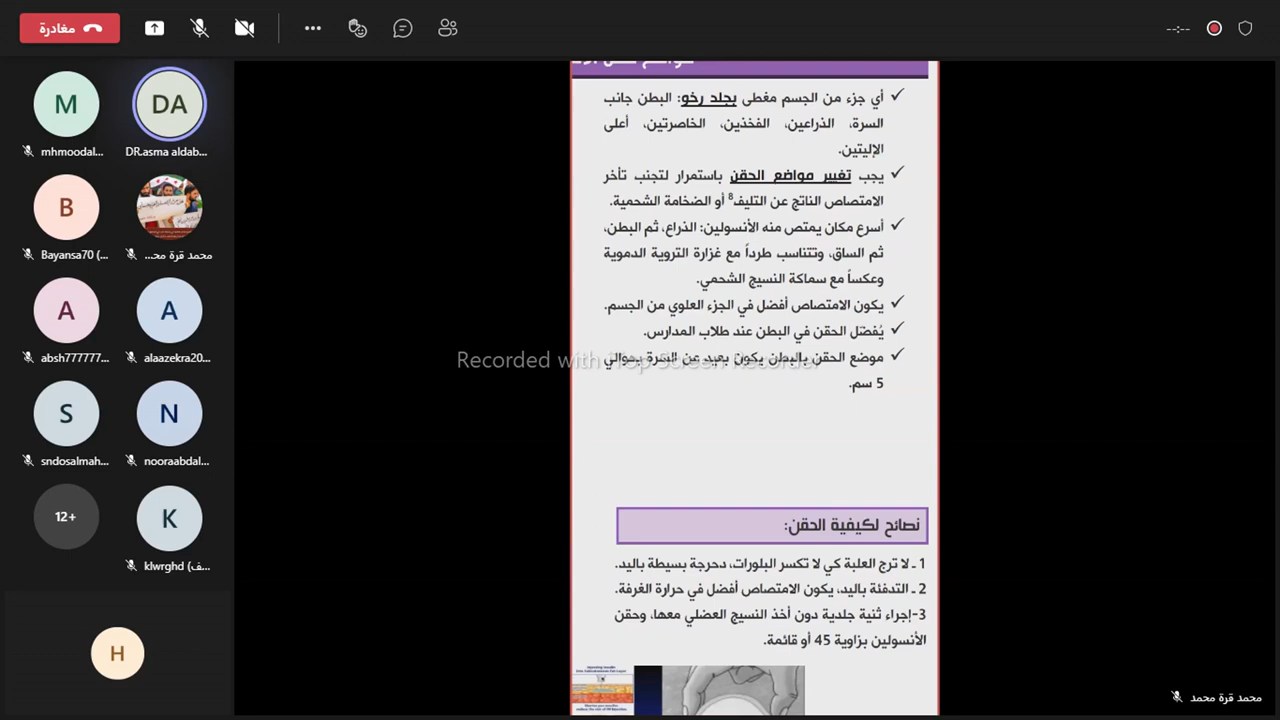 مغادرة
--:--
M
DA
mhmoodal...
DR.asma aldab...
B
Bayansa70 (...
محمد قرة مح...
A
A
absh777777...
alaazekra20...
S
N
sndosalmah...
nooraabdal...
12+
K
klwrghd (ف...
H
أي جزء من الجسم مغطى بجلد رخو: البطن جانب
السرة، الذراعين، الفخذين، الخاصرتين، أعلى
الإليتين.
يجب تغيير مواضع الحقن باستمرار لتجنب تأخر
الامتصاص الناتج عن التليف⁸ أو الضخامة الشحمية.
أسرع مكان يمتص منه الأنسولين: الذراع، ثم البطن،
ثم الساق، وتتناسب طرداً مع غزارة التروية الدموية
وعكساً مع سماكة النسيج الشحمي.
يكون الامتصاص أفضل في الجزء العلوي من الجسم.
يُفضل الحقن في البطن عند طلاب المدارس.
موضع الحقن بالبطن يكون بعيد عن السرة بحوالي
5 سم.
Recorded with iTop Screen Recorder
نصائح لكيفية الحقن:
1 ـ لا ترج العلبة كي لا تكسر البلورات، دحرجة بسيطة باليد.
2 ـ التدفئة باليد، يكون الامتصاص أفضل في حرارة الغرفة.
3-إجراء ثنية جلدية دون أخذ النسيج العضلي معها، وحقن
الأنسولين بزاوية 45 أو قائمة.
محمد قرة محمد